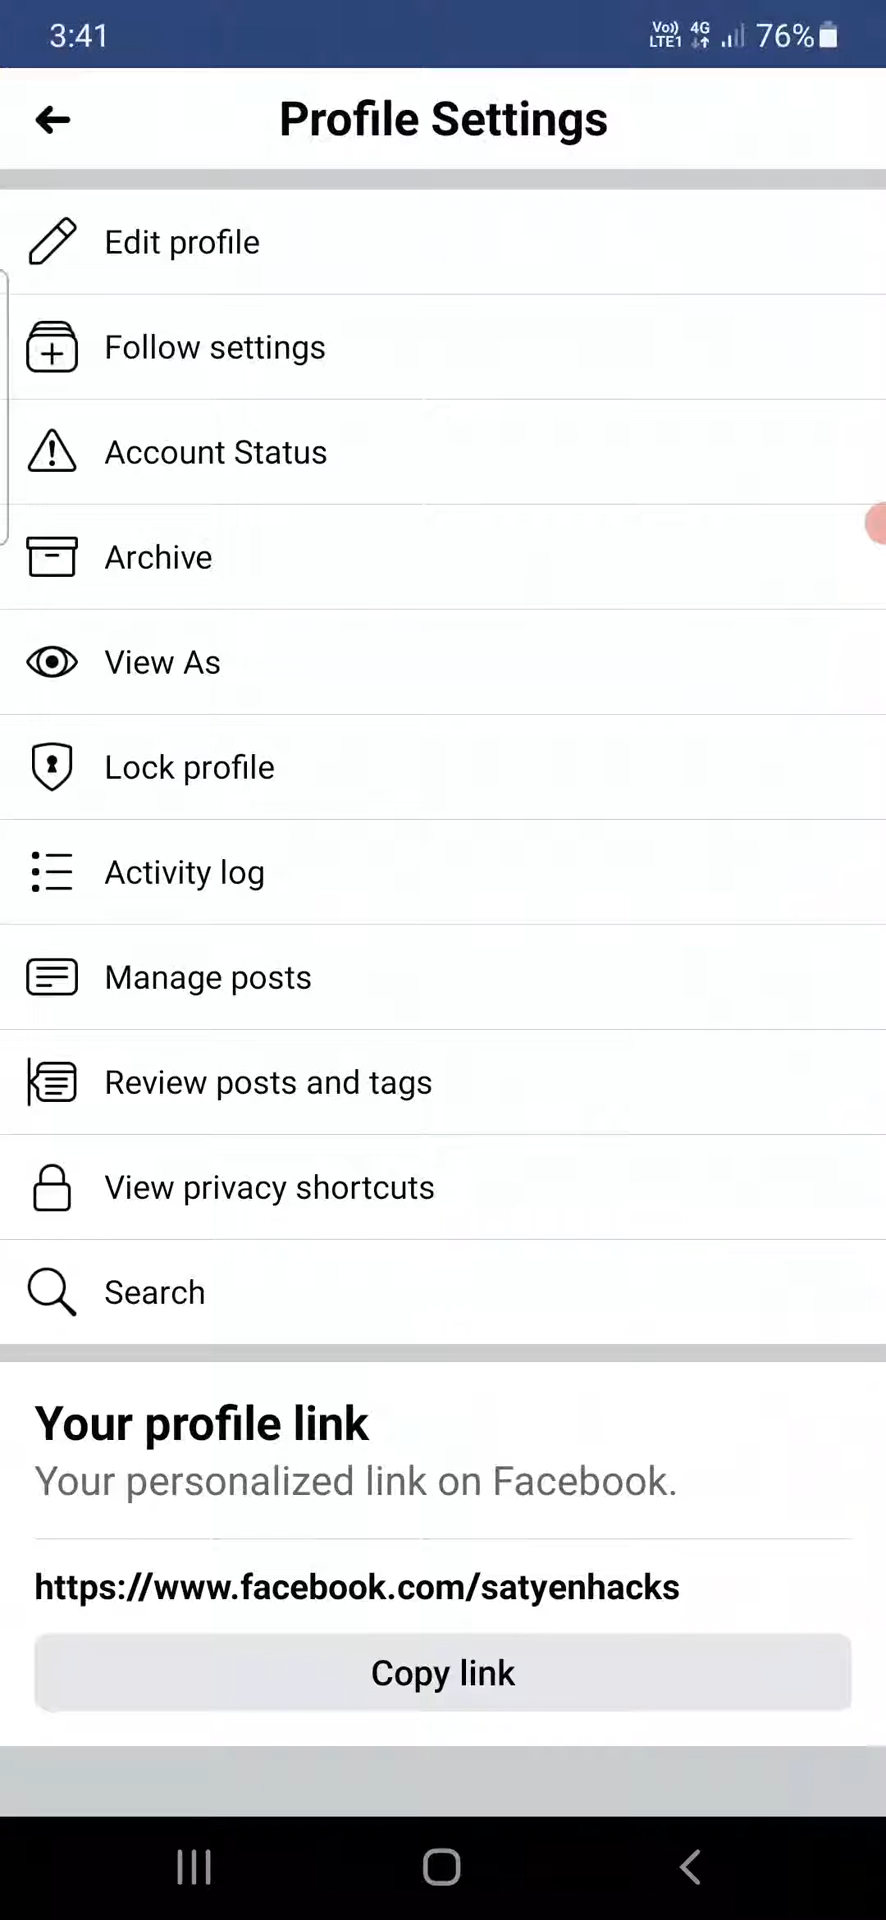 3:41
Vo)) 4G
LTE1 76%
Profile Settings
Edit profile
Follow settings
Account Status
Archive
View As
Lock profile
Activity log
Manage posts
Review posts and tags
View privacy shortcuts
Search
Your profile link
Your personalized link on Facebook.
https://www.facebook.com/satyenhacks
Copy link